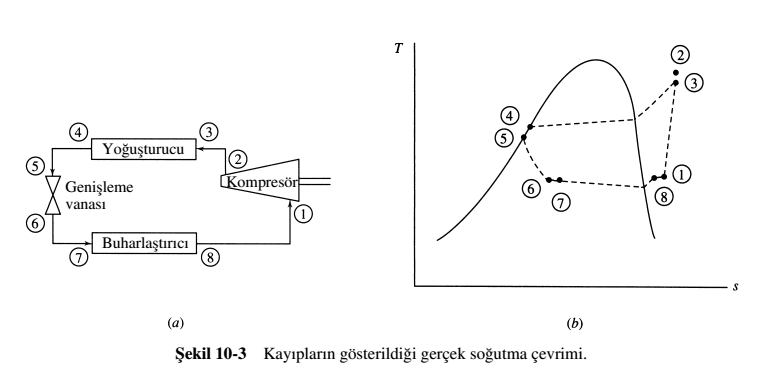 ④
③
Yoğuşturucu
②
⑤
Genişleme
vanası
Kompresör
①
⑥
⑦
Buharlaştırıcı
⑧
(a)
T
②
③
④
⑤
①
⑥
⑦
⑧
s
(b)
Şekil 10-3 Kayıpların gösterildiği gerçek soğutma çevrimi.